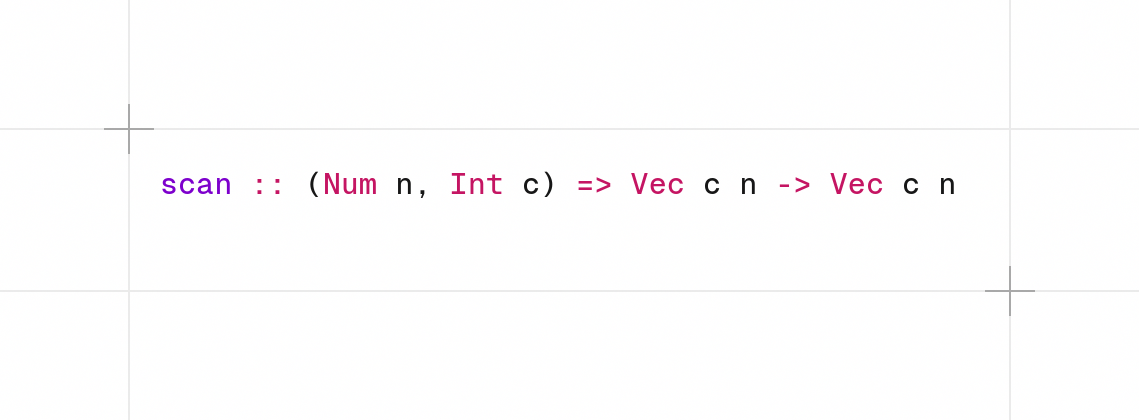 scan :: (Num n, Int c) => Vec c n -> Vec c n